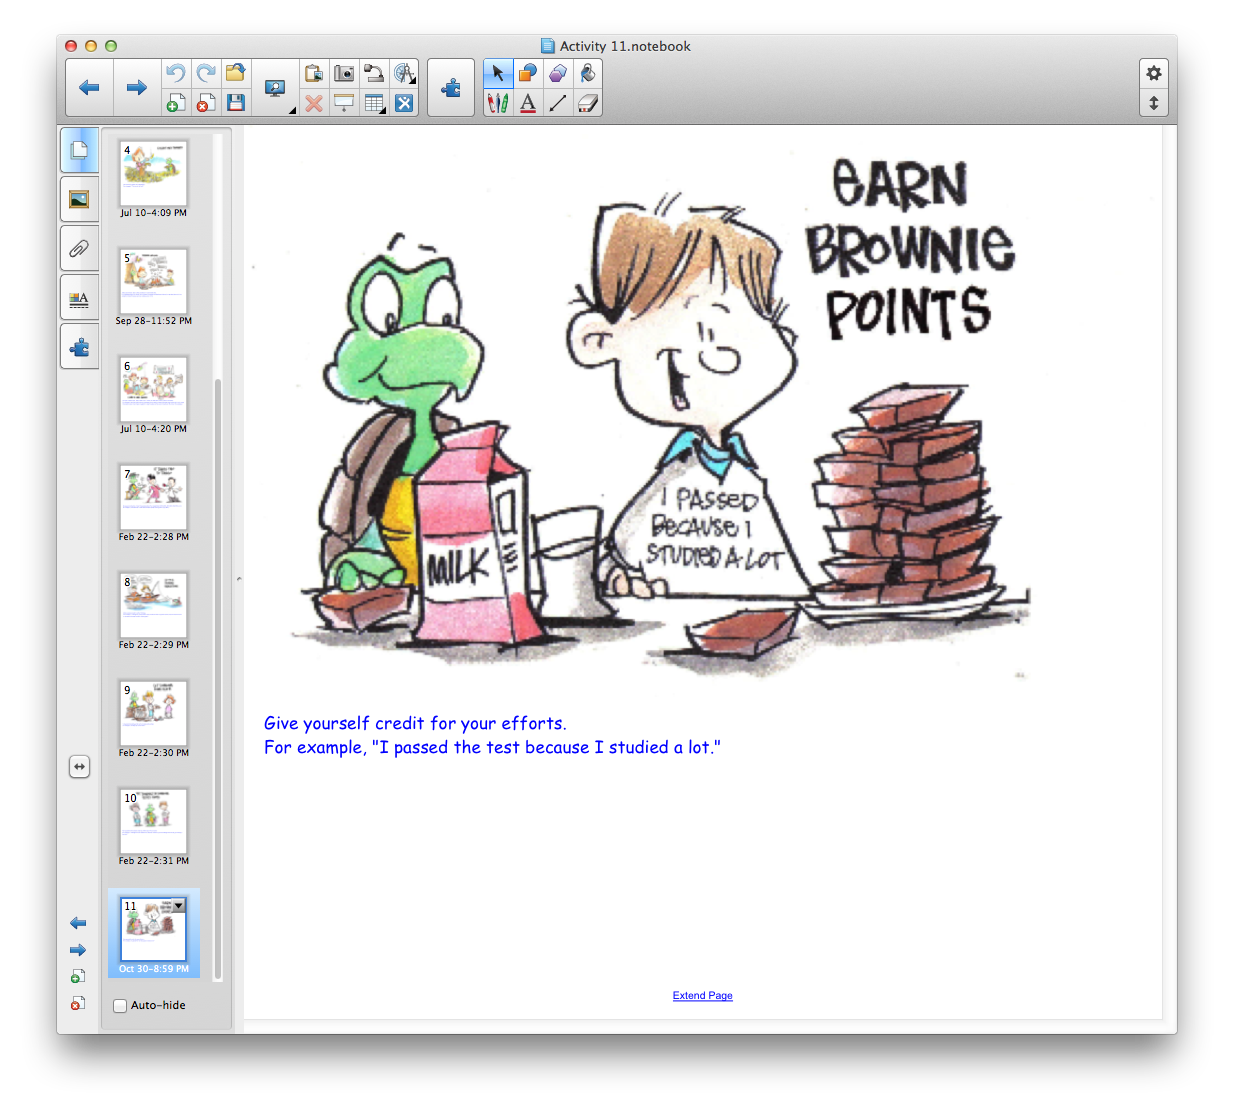 Activity 11.notebook
4
Jul 10-4:09 PM
5
Sep 28-11:52 PM
6
Jul 10-4:20 PM
7
Feb 22-2:28 PM
8
Feb 22-2:29 PM
9
Feb 22-2:30 PM
10
Feb 22-2:31 PM
11
Oct 30-8:59 PM
Auto-hide
EARN
BROWNIE
POINTS
I PASSED
BECAUSE I
STUDIED A LOT
MILK
Give yourself credit for your efforts.
For example, "I passed the test because I studied a lot."
Extend Page